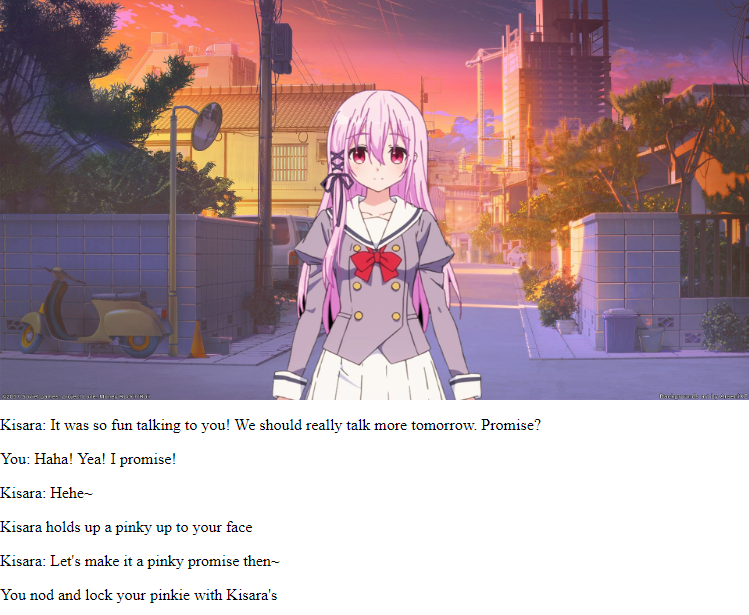 Kisara: It was so fun talking to you! We should really talk more tomorrow. Promise?
You: Haha! Yea! I promise!
Kisara: Hehe~
Kisara holds up a pinky up to your face
Kisara: Let's make it a pinky promise then~
You nod and lock your pinkie with Kisara's